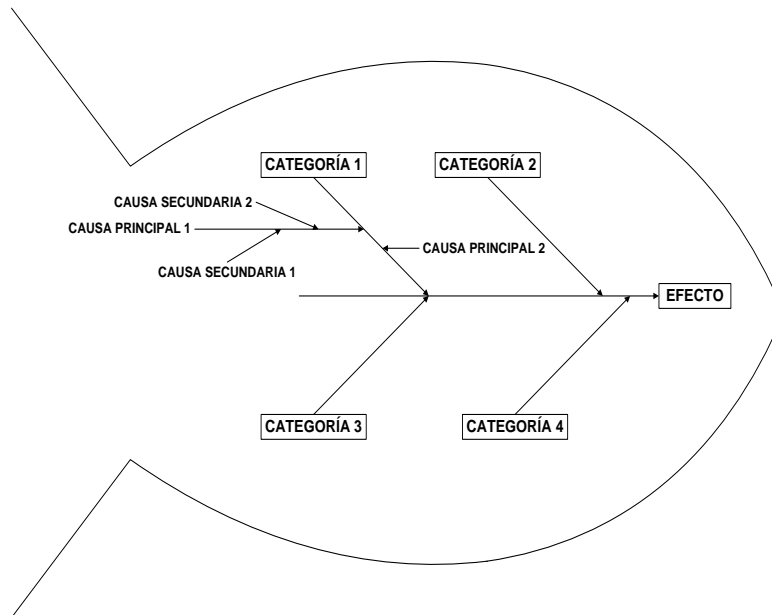 CATEGORÍA 1
CATEGORÍA 2
CAUSA SECUNDARIA 2
CAUSA PRINCIPAL 1
CAUSA PRINCIPAL 2
CAUSA SECUNDARIA 1
EFECTO
CATEGORÍA 3
CATEGORÍA 4